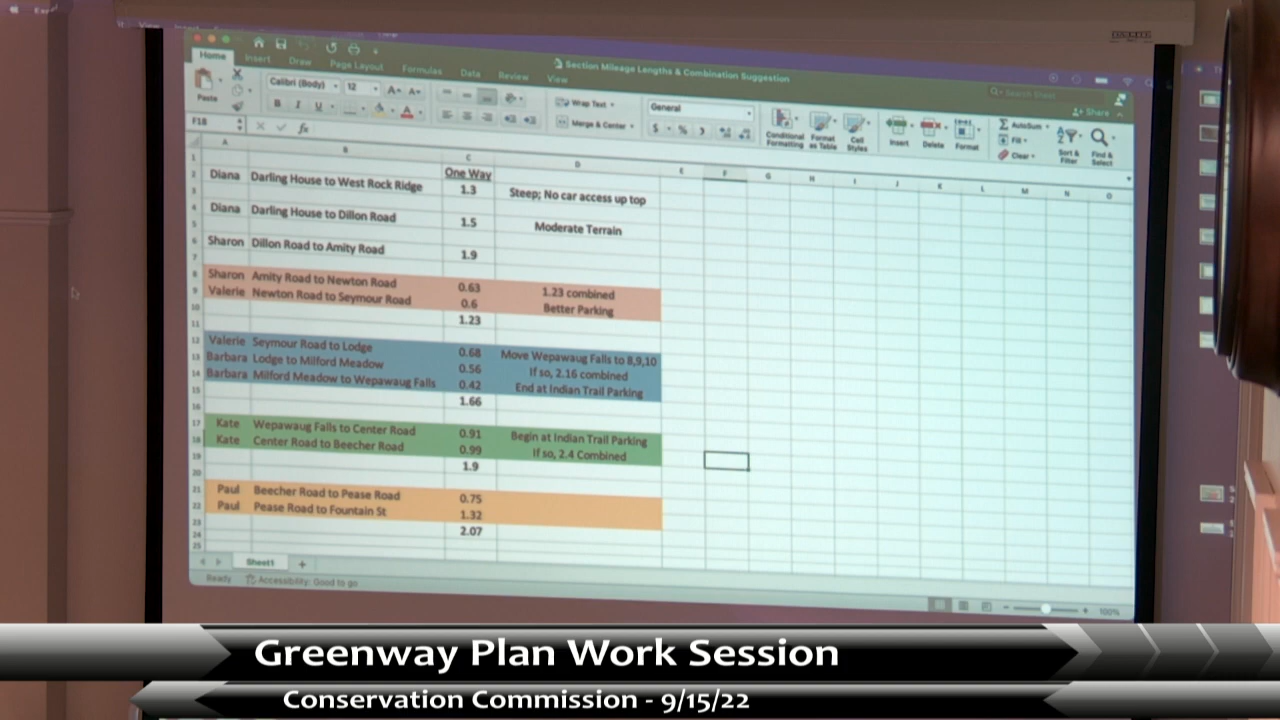 Section Mileage Lengths & Combination Suggestion
Home Insert Draw Page Layout Formulas Data Review View
Share
Calibri (Body) 12 A A
Wrap Text
General
AutoSum
Fill
Clear
Paste
B I U
Merge & Center
$ %
Conditional Formatting
Format as Table
Cell Styles
Insert Delete Format
Sort & Filter
Find & Select
F18 fx
A B C D E F G H I J K L M N O
One Way
Diana Darling House to West Rock Ridge 1.3 Steep; No car access up top
Diana Darling House to Dillon Road 1.5 Moderate Terrain
Sharon Dillon Road to Amity Road 1.9
Sharon Amity Road to Newton Road 0.63 1.23 combined
Valerie Newton Road to Seymour Road 0.6 Better Parking
1.23
Valerie Seymour Road to Lodge 0.68 Move Wepawaug Falls to 8,9,10
Barbara Lodge to Milford Meadow 0.56 If so, 2.16 combined
Barbara Milford Meadow to Wepawaug Falls 0.42 End at Indian Trail Parking
1.66
Kate Wepawaug Falls to Center Road 0.91 Begin at Indian Trail Parking
Kate Center Road to Beecher Road 0.99 If so, 2.4 Combined
1.9
Paul Beecher Road to Pease Road 0.75
Paul Pease Road to Fountain St 1.32
2.07
Sheet1 +
Ready Accessibility: Good to go
100%
Greenway Plan Work Session
Conservation Commission - 9/15/22